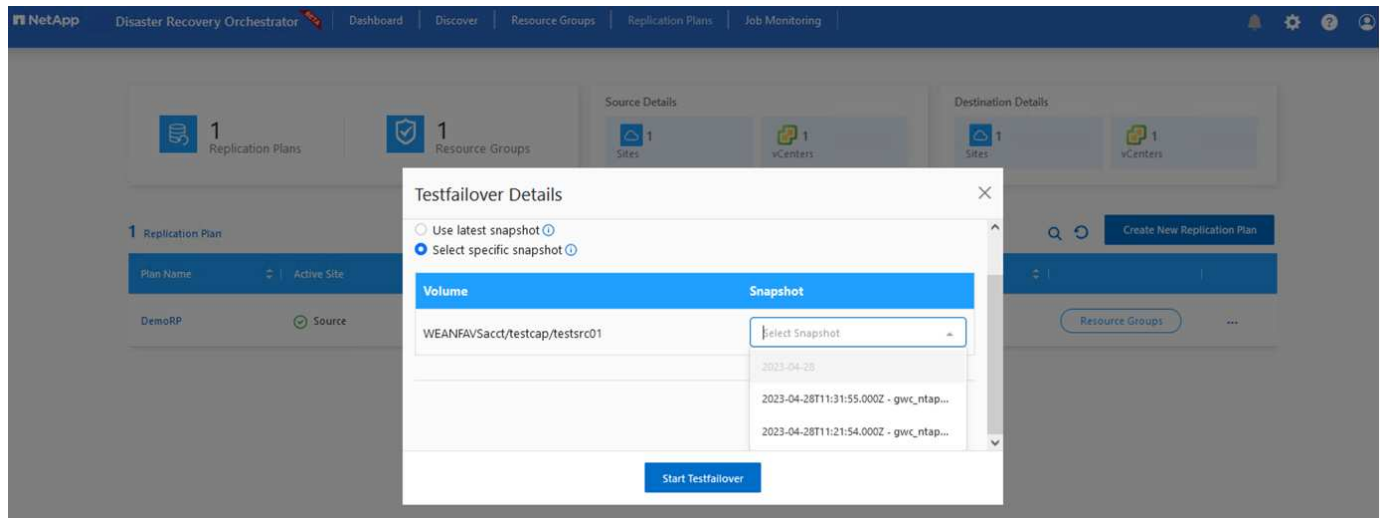 NetApp Disaster Recovery Orchestrator Dashboard Discover Resource Groups Replication Plans Job Monitoring
Source Details Destination Details
1 1 1 1 1 1
Replication Plans Resource Groups Sites vCenters Sites vCenters
Testfailover Details
Use latest snapshot
Select specific snapshot
1 Replication Plan Create New Replication Plan
Plan Name Active Site
Volume Snapshot
DemoRP Source Resource Groups ...
WEANFAVSacct/testcap/testsrc01 Select Snapshot
2023-04-28
2023-04-28T11:31:55.000Z - gwc_ntap...
2023-04-28T11:21:54.000Z - gwc_ntap...
Start Testfailover